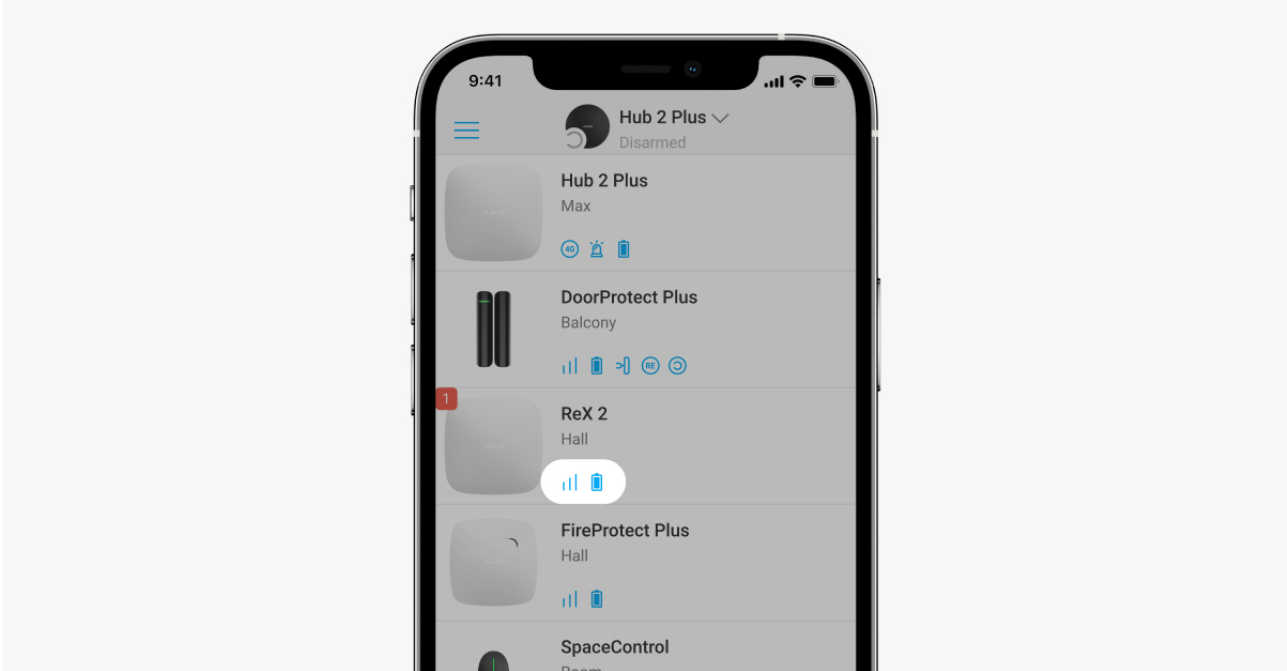 9:41
Hub 2 Plus
Disarmed
Hub 2 Plus
Max
4G
DoorProtect Plus
Balcony
RE
1
ReX 2
Hall
FireProtect Plus
Hall
SpaceControl
Room